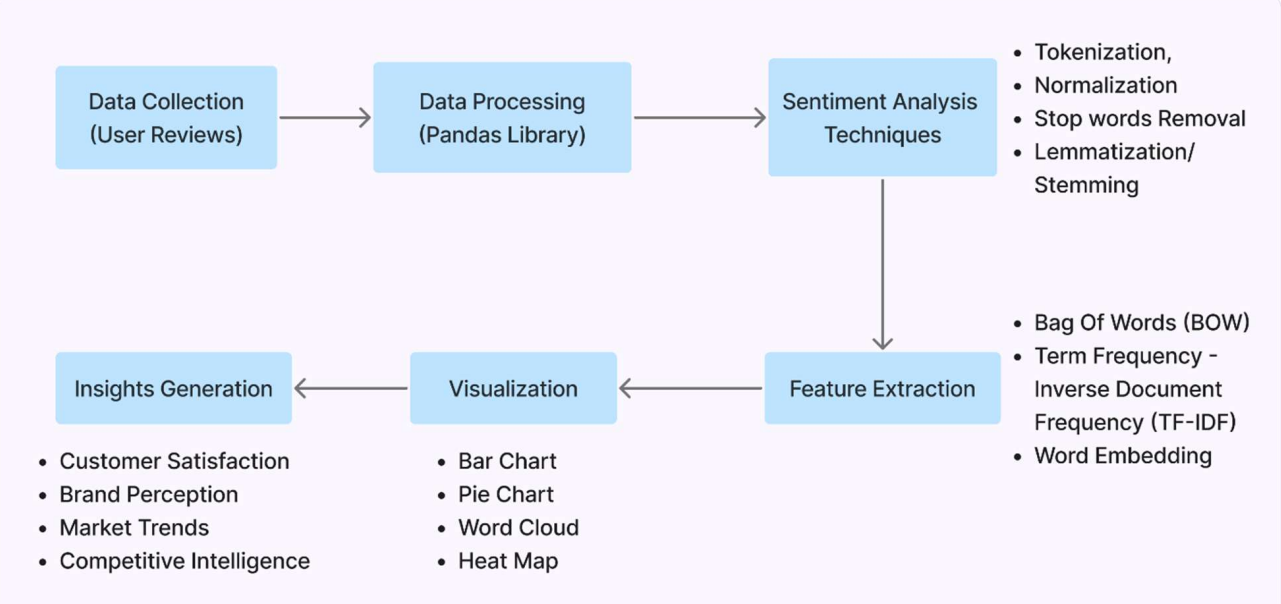 Data Collection
(User Reviews)
Data Processing
(Pandas Library)
Sentiment Analysis
Techniques
• Tokenization,
• Normalization
• Stop words Removal
• Lemmatization/
Stemming
Feature Extraction
• Bag Of Words (BOW)
• Term Frequency -
Inverse Document
Frequency (TF-IDF)
• Word Embedding
Visualization
• Bar Chart
• Pie Chart
• Word Cloud
• Heat Map
Insights Generation
• Customer Satisfaction
• Brand Perception
• Market Trends
• Competitive Intelligence